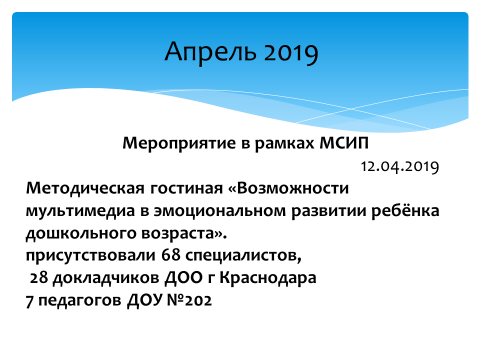 Апрель 2019
Мероприятие в рамках МСИП
12.04.2019
Методическая гостиная «Возможности
мультимедиа в эмоциональном развитии ребёнка
дошкольного возраста».
присутствовали 68 специалистов,
28 докладчиков ДОО г Краснодара
7 педагогов ДОУ №202